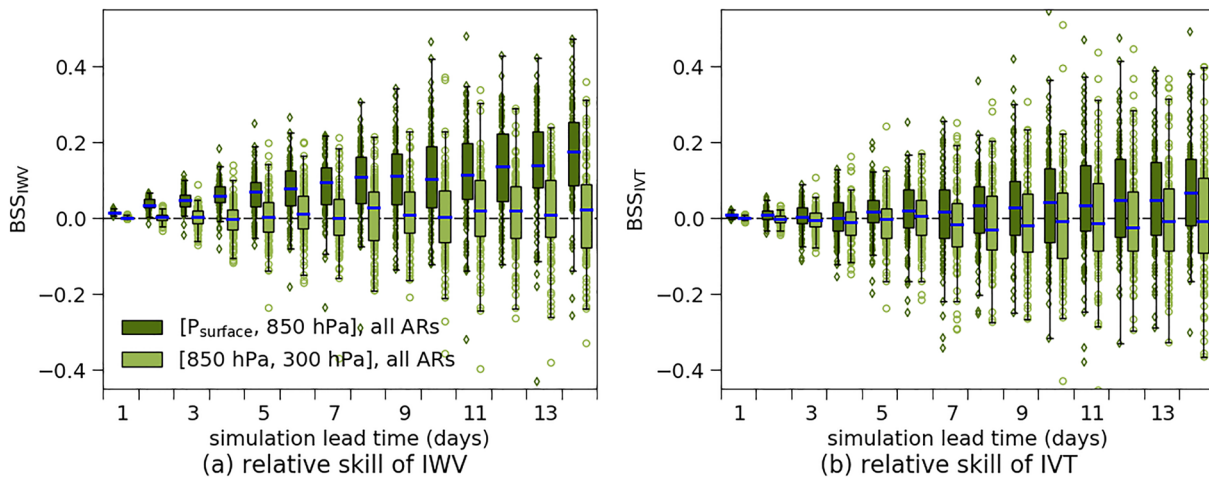 0.4
0.2
0.0
−0.2
−0.4
BSS_IWV
[P_surface, 850 hPa], all ARs
[850 hPa, 300 hPa], all ARs
1 3 5 7 9 11 13
simulation lead time (days)
(a) relative skill of IWV
0.4
0.2
0.0
−0.2
−0.4
BSS_IVT
1 3 5 7 9 11 13
simulation lead time (days)
(b) relative skill of IVT